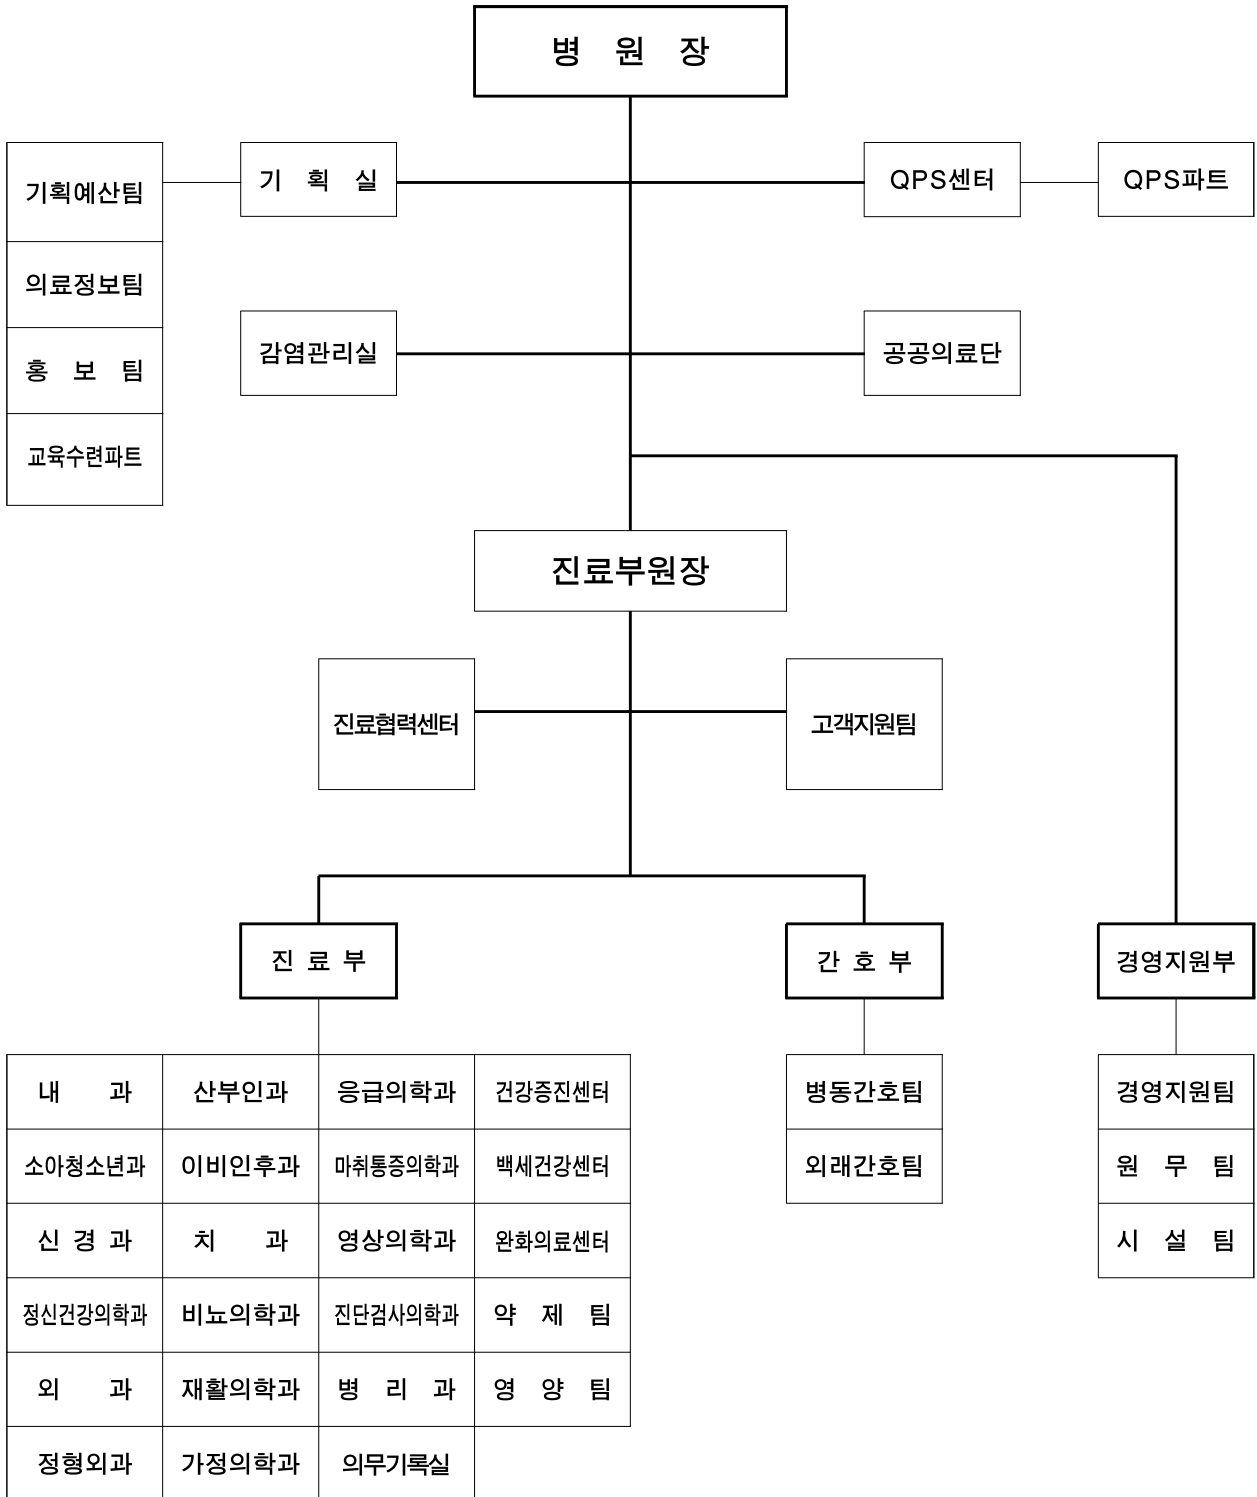 병 원 장
기획예산팀
기 획 실
QPS센터
QPS파트
의료정보팀
감염관리실
공공의료단
홍 보 팀
교육수련파트
진료부원장
진료협력센터
고객지원팀
진 료 부
간 호 부
경영지원부
내 과
산부인과
응급의학과
건강증진센터
병동간호팀
경영지원팀
소아청소년과
이비인후과
마취통증의학과
백세건강센터
외래간호팀
원 무 팀
신 경 과
치 과
영상의학과
완화의료센터
시 설 팀
정신건강의학과
비뇨의학과
진단검사의학과
약 제 팀
외 과
재활의학과
병 리 과
영 양 팀
정형외과
가정의학과
의무기록실